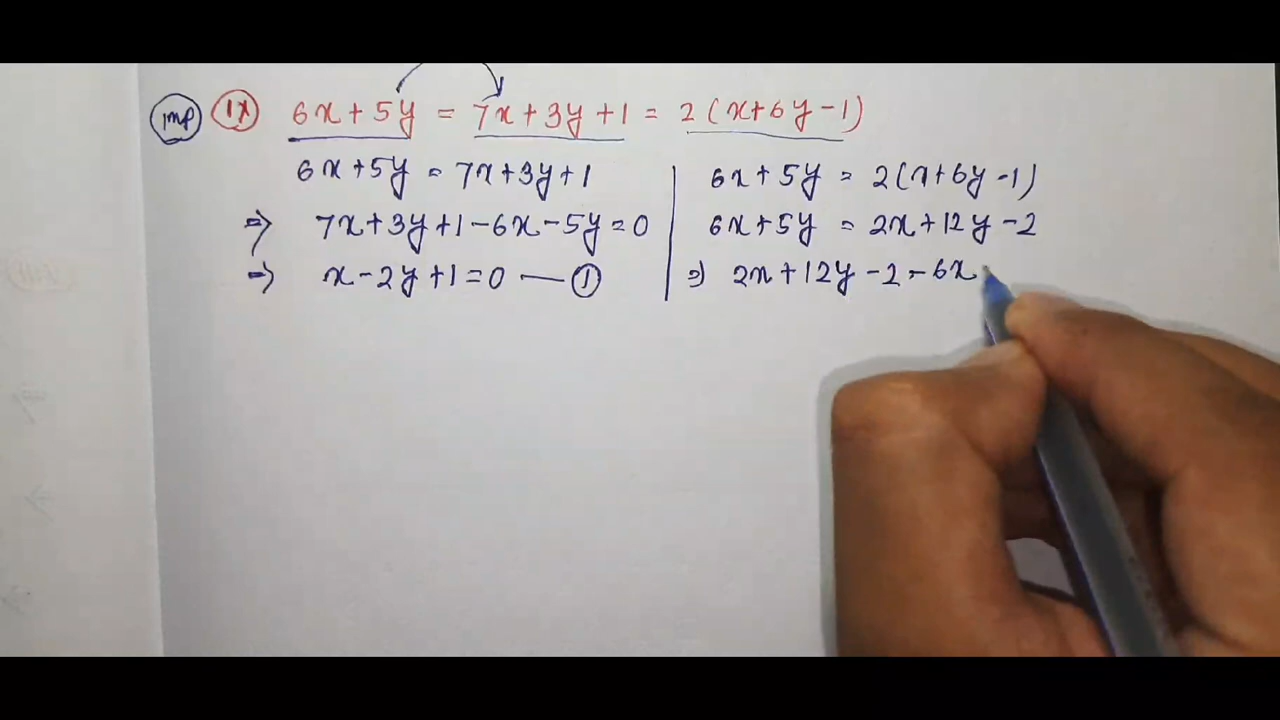 imp ix 6x+5y = 7x+3y+1 = 2(x+6y-1)
6x+5y = 7x+3y+1
⇒ 7x+3y+1-6x-5y=0
⇒ x-2y+1=0 — ①
6x+5y = 2(x+6y-1)
6x+5y = 2x+12y-2
⇒ 2x+12y-2-6x